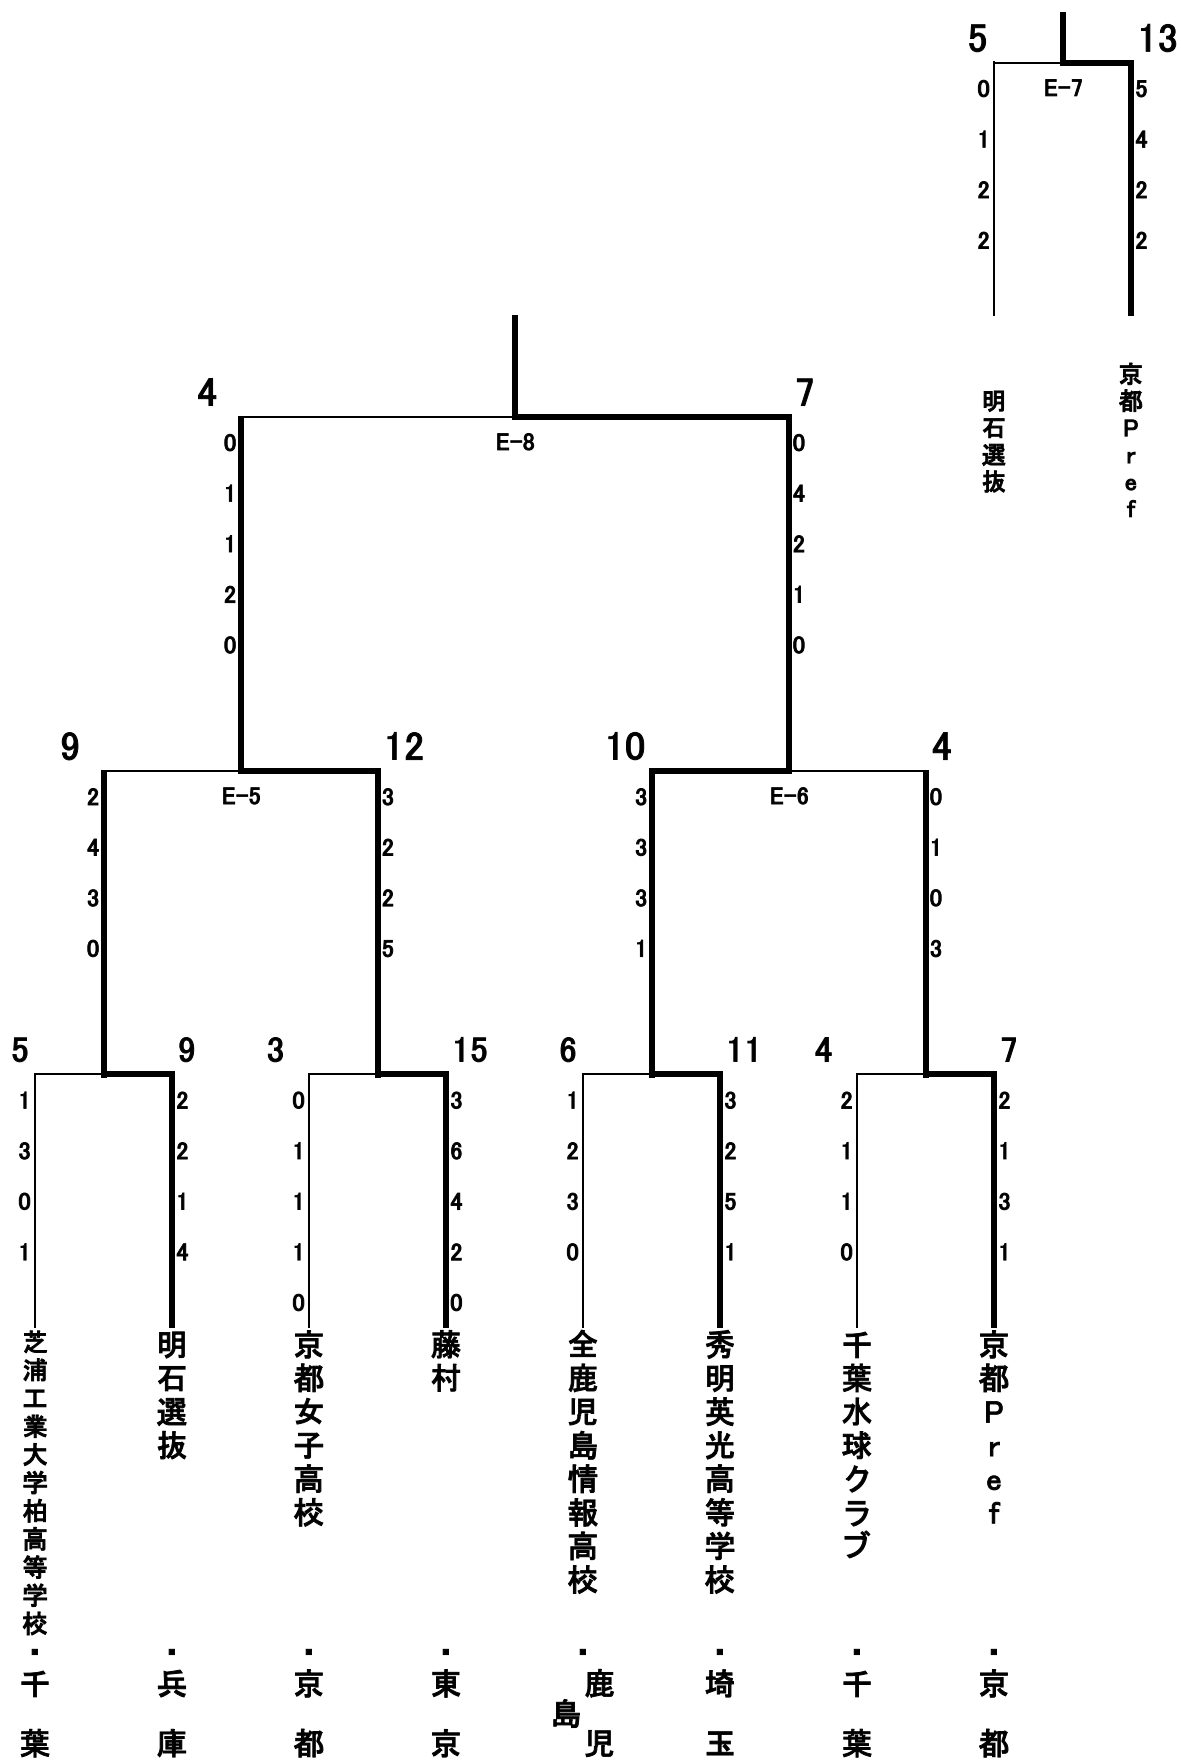 5 13
0 E-7 5
1 4
2 2
2 2
明石選抜
京都Pref
4 7
0 E-8 0
1 4
1 2
2 1
0 0
9 12 10 4
2 E-5 3 3 E-6 0
4 2 3 1
3 2 3 0
0 5 1 3
5 9 3 15 6 11 4 7
1 2 0 3 1 3 2 2
3 2 1 6 2 2 1 1
0 1 1 4 3 5 1 3
1 4 1 2 0 1 0 1
0 0
芝浦工業大学柏高等学校・千葉
明石選抜・兵庫
京都女子高校・京都
藤村・東京
全鹿児島情報高校・鹿児島
秀明英光高等学校・埼玉
千葉水球クラブ・千葉
京都Pref・京都